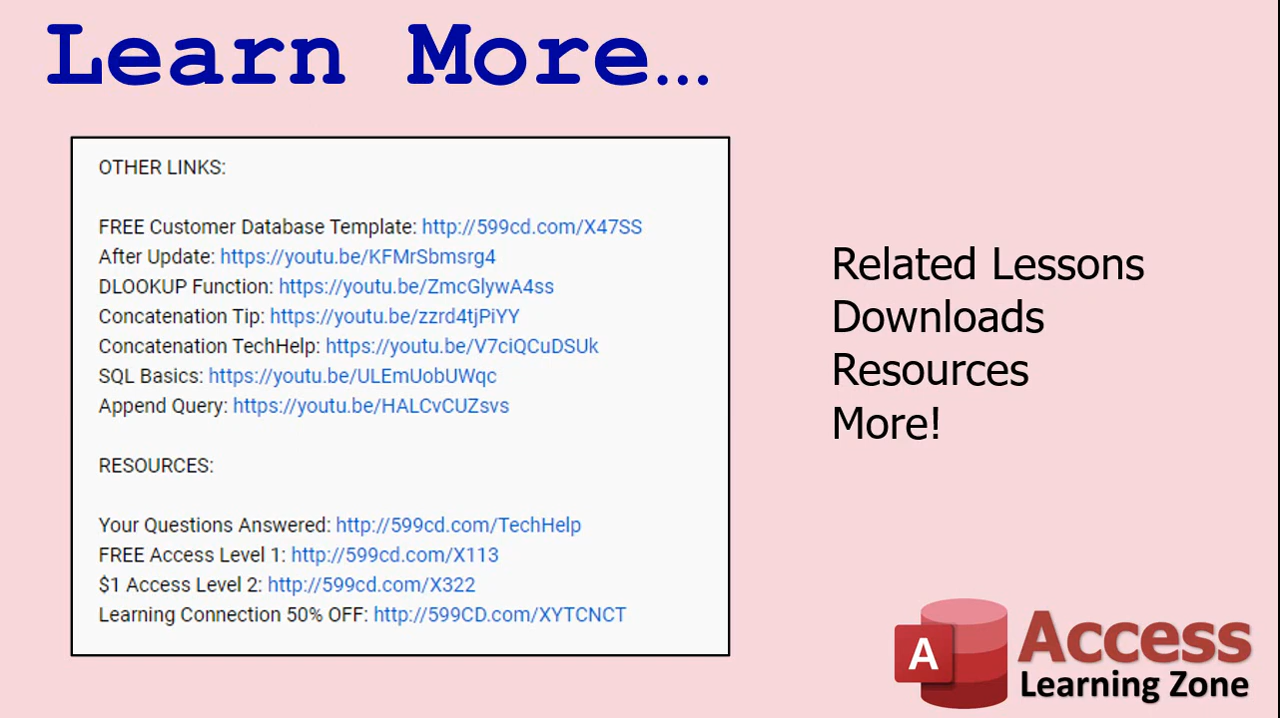 Learn More...
OTHER LINKS:
FREE Customer Database Template: http://599cd.com/X47SS
After Update: https://youtu.be/KFMrSbmsrg4
DLOOKUP Function: https://youtu.be/ZmcGlywA4ss
Concatenation Tip: https://youtu.be/zzrd4tjPiYY
Concatenation TechHelp: https://youtu.be/V7ciQCuDSUk
SQL Basics: https://youtu.be/ULEmUobUWqc
Append Query: https://youtu.be/HALCvCUZsvs
RESOURCES:
Your Questions Answered: http://599cd.com/TechHelp
FREE Access Level 1: http://599cd.com/X113
$1 Access Level 2: http://599cd.com/X322
Learning Connection 50% OFF: http://599CD.com/XYTCNCT
Related Lessons
Downloads
Resources
More!
A
Access
Learning Zone